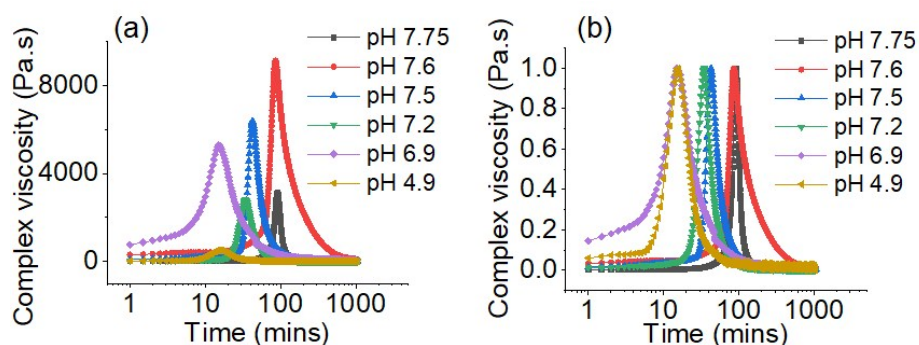 (a)
Complex viscosity (Pa.s)
8000
4000
0
1
10
100
1000
Time (mins)
pH 7.75
pH 7.6
pH 7.5
pH 7.2
pH 6.9
pH 4.9
(b)
Complex viscosity (Pa.s)
1.0
0.8
0.6
0.4
0.2
0.0
1
10
100
1000
Time (mins)
pH 7.75
pH 7.6
pH 7.5
pH 7.2
pH 6.9
pH 4.9